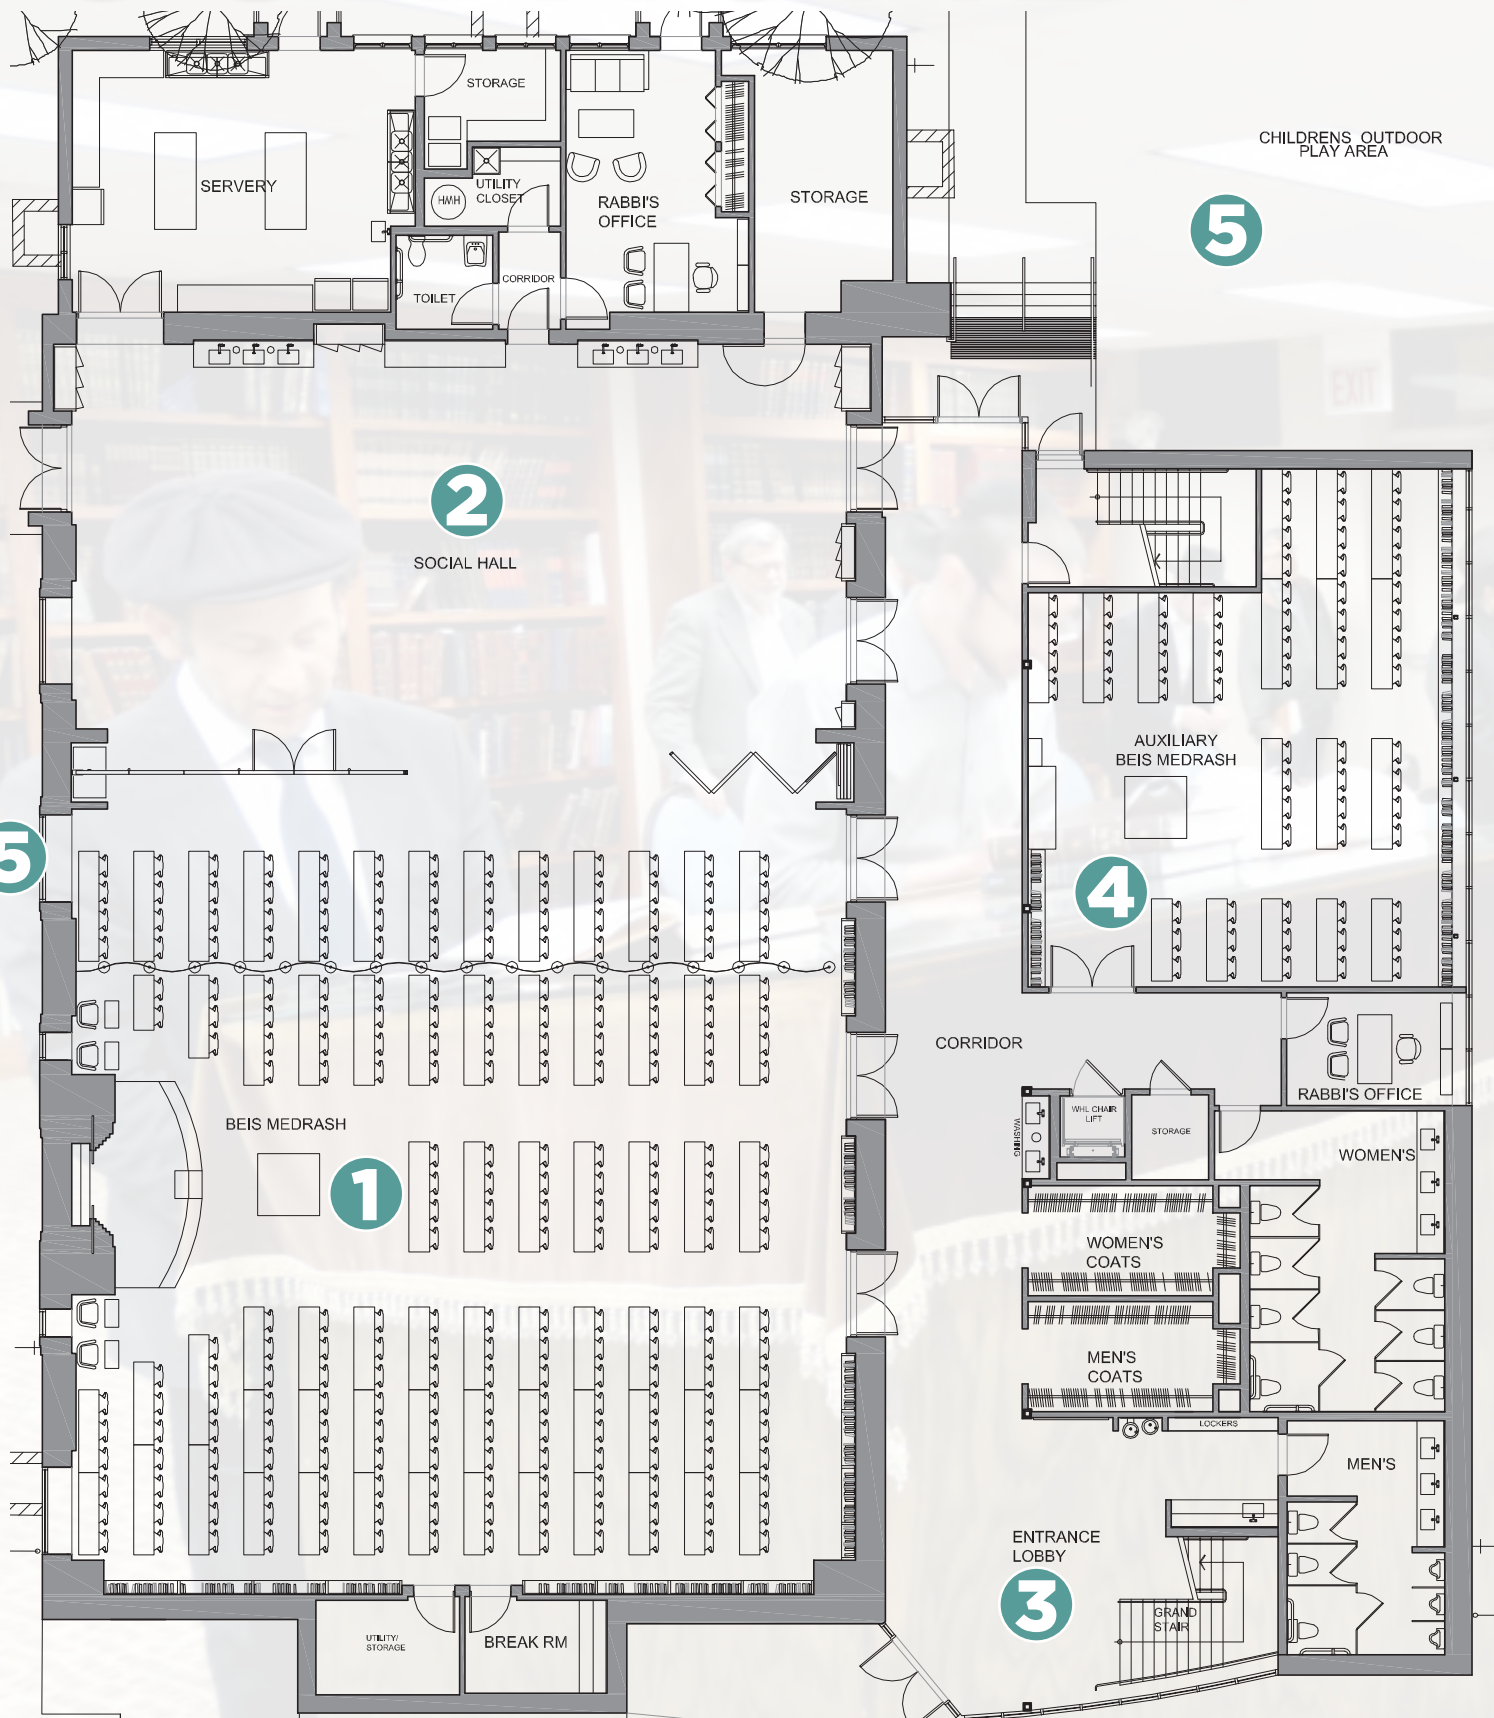 STORAGE
CHILDRENS OUTDOOR
PLAY AREA
SERVERY
UTILITY
CLOSET
HWH
RABBI'S
OFFICE
STORAGE
5
CORRIDOR
TOILET
EXIT
2
SOCIAL HALL
AUXILIARY
BEIS MEDRASH
5
4
CORRIDOR
RABBI'S OFFICE
WHL CHAIR
LIFT
WASHING
STORAGE
BEIS MEDRASH
1
WOMEN'S
WOMEN'S
COATS
MEN'S
COATS
LOCKERS
MEN'S
ENTRANCE
LOBBY
3
GRAND
STAIR
UTILITY/
STORAGE
BREAK RM